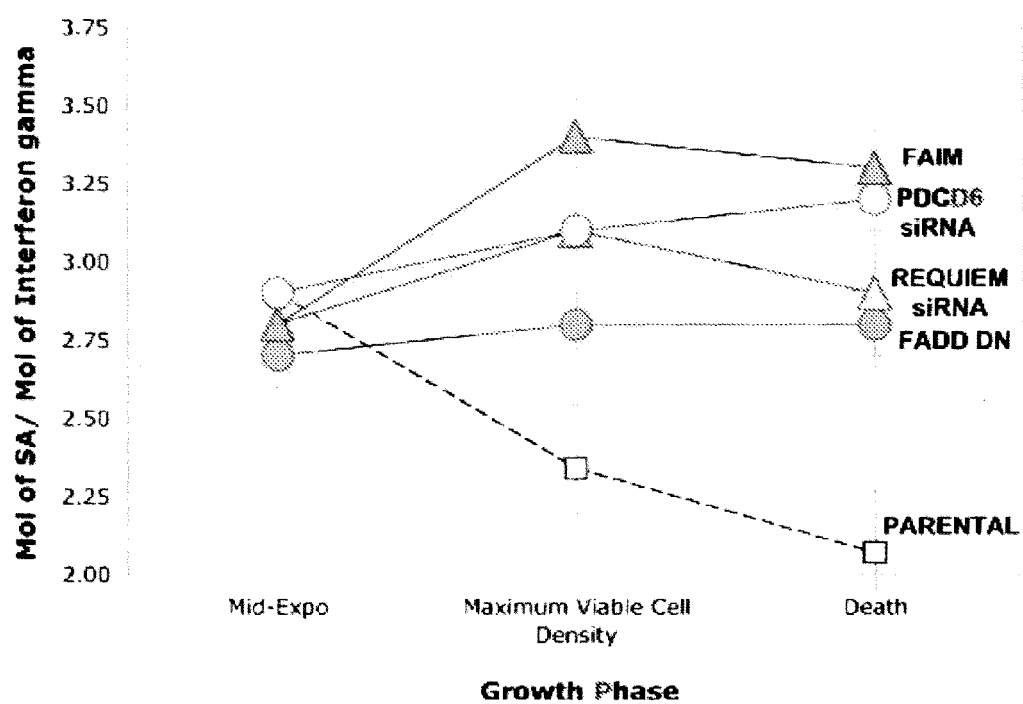 Mol of SA/ Mol of Interferon gamma
3.75
3.50
3.25
3.00
2.75
2.50
2.25
2.00
FAIM
PDCD6
siRNA
REQUIEM
siRNA
FADD DN
PARENTAL
Mid-Expo
Maximum Viable Cell
Density
Death
Growth Phase